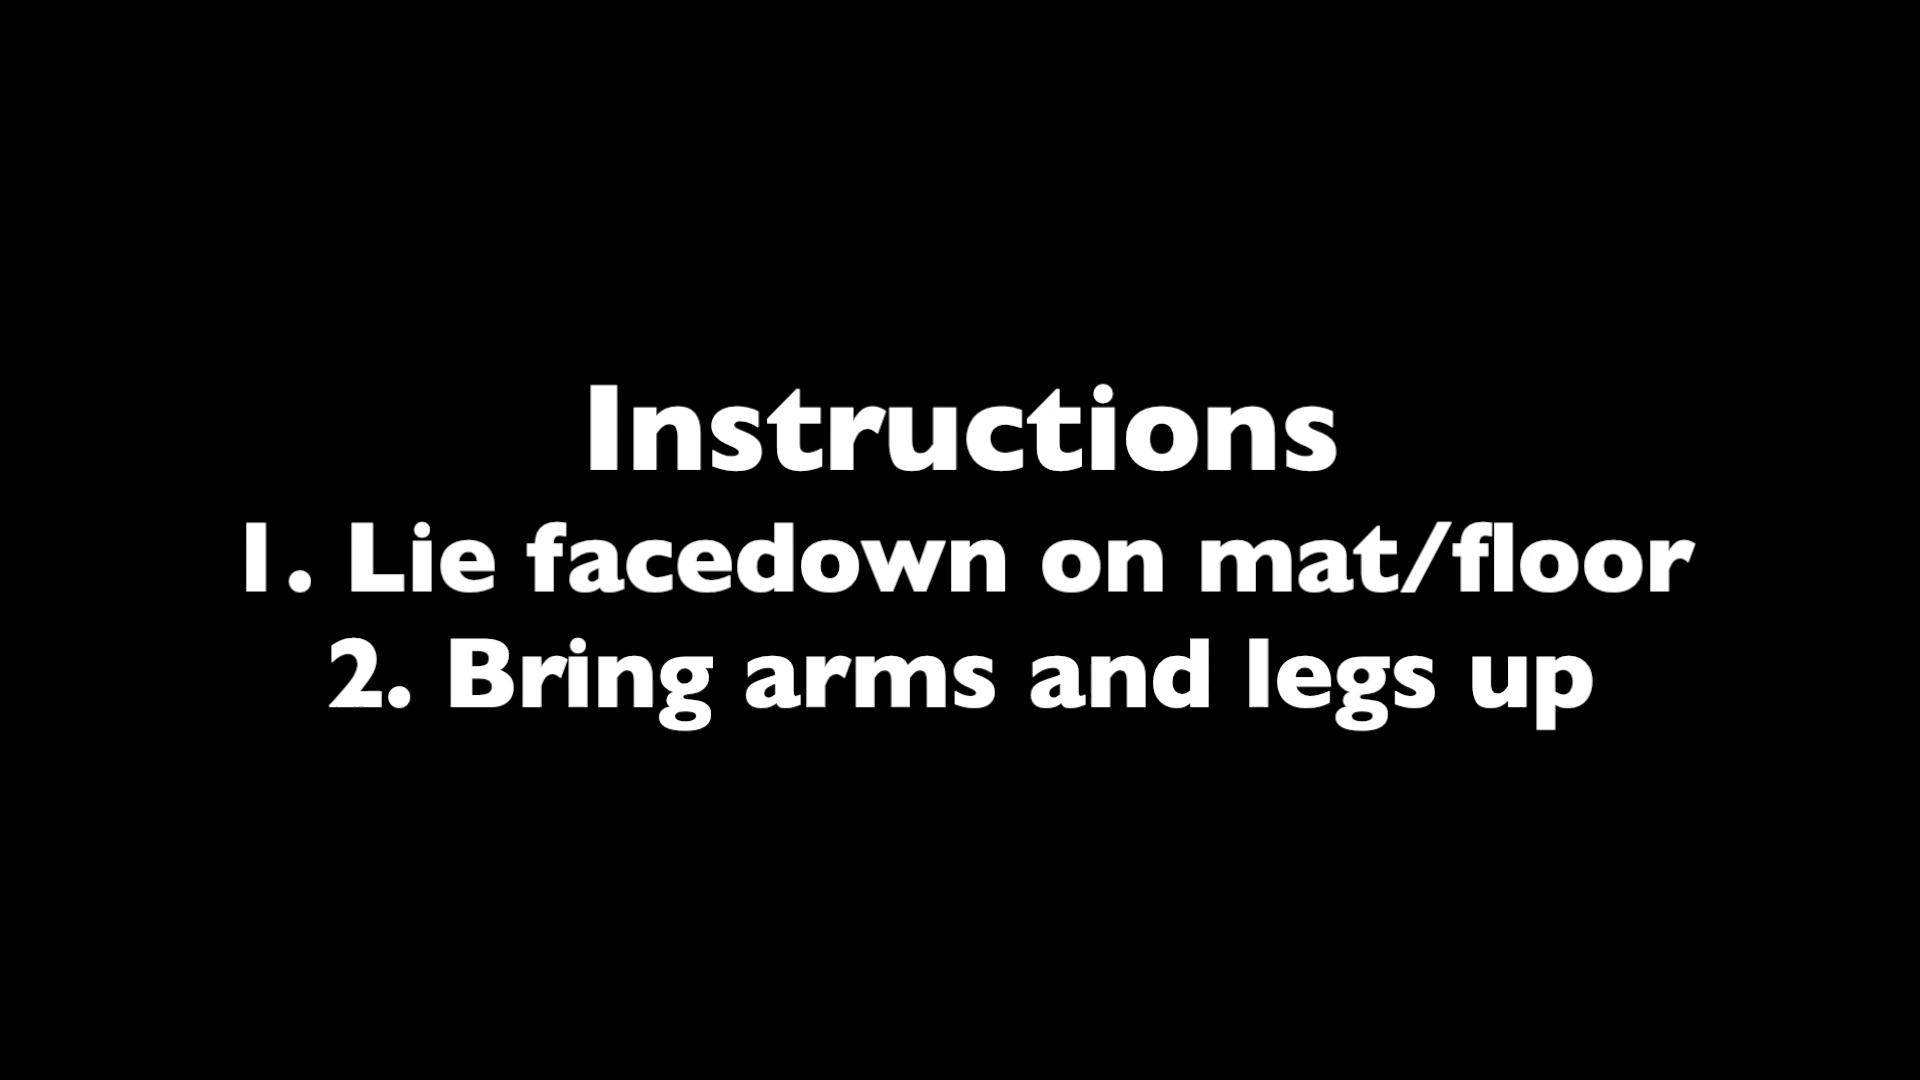 Instructions
1. Lie facedown on mat/floor
2. Bring arms and legs up